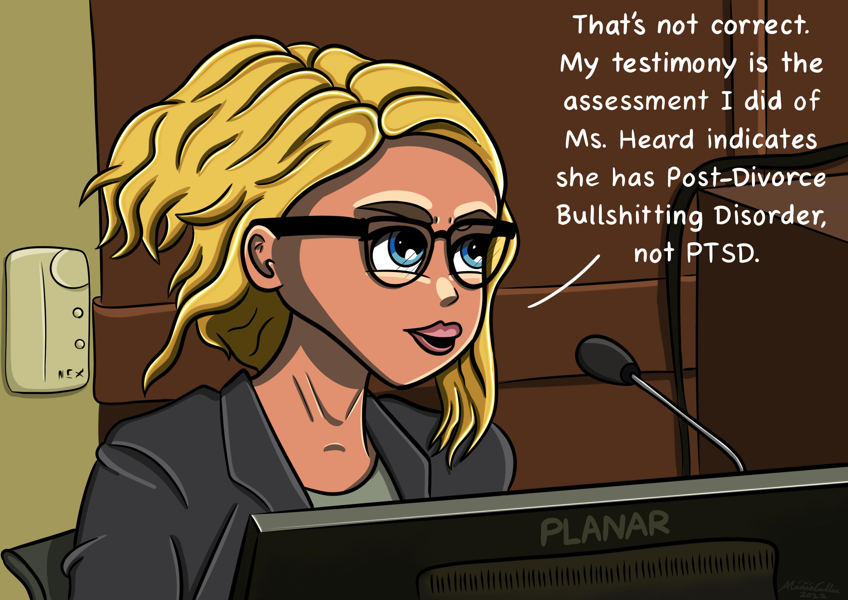 That's not correct.
My testimony is the
assessment I did of
Ms. Heard indicates
she has Post-Divorce
Bullshitting Disorder,
not PTSD.
NEX
PLANAR
2022